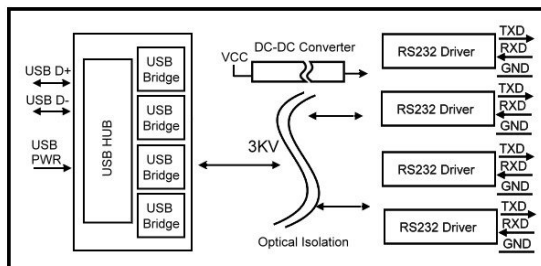 USB D+
USB D-
USB
PWR
USB HUB
USB
Bridge
USB
Bridge
USB
Bridge
USB
Bridge
DC-DC Converter
VCC
3KV
Optical Isolation
RS232 Driver
TXD
RXD
GND
RS232 Driver
TXD
RXD
GND
RS232 Driver
TXD
RXD
GND
RS232 Driver
TXD
RXD
GND